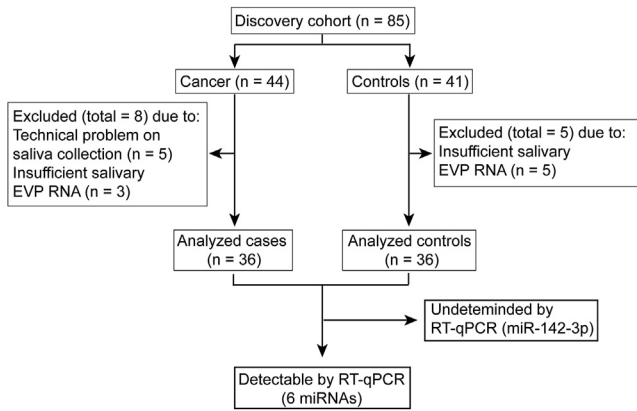 Discovery cohort (n = 85)
Cancer (n = 44)
Controls (n = 41)
Excluded (total = 8) due to:
Technical problem on
saliva collection (n = 5)
Insufficient salivary
EVP RNA (n = 3)
Excluded (total = 5) due to:
Insufficient salivary
EVP RNA (n = 5)
Analyzed cases
(n = 36)
Analyzed controls
(n = 36)
Undeteminded by
RT-qPCR (miR-142-3p)
Detectable by RT-qPCR
(6 miRNAs)